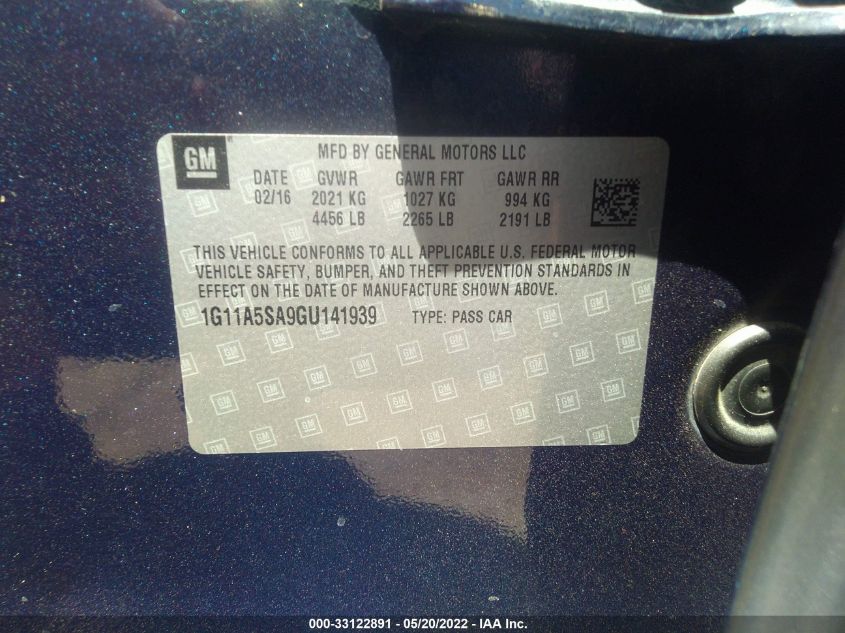 GM
MFD BY GENERAL MOTORS LLC
DATE GVWR GAWR FRT GAWR RR
02/16 2021 KG 1027 KG 994 KG
4456 LB 2265 LB 2191 LB
THIS VEHICLE CONFORMS TO ALL APPLICABLE U.S. FEDERAL MOTOR
VEHICLE SAFETY, BUMPER, AND THEFT PREVENTION STANDARDS IN
EFFECT ON THE DATE OF MANUFACTURE SHOWN ABOVE.
1G11A5SA9GU141939 TYPE: PASS CAR
000-33122891 - 05/20/2022 - IAA Inc.